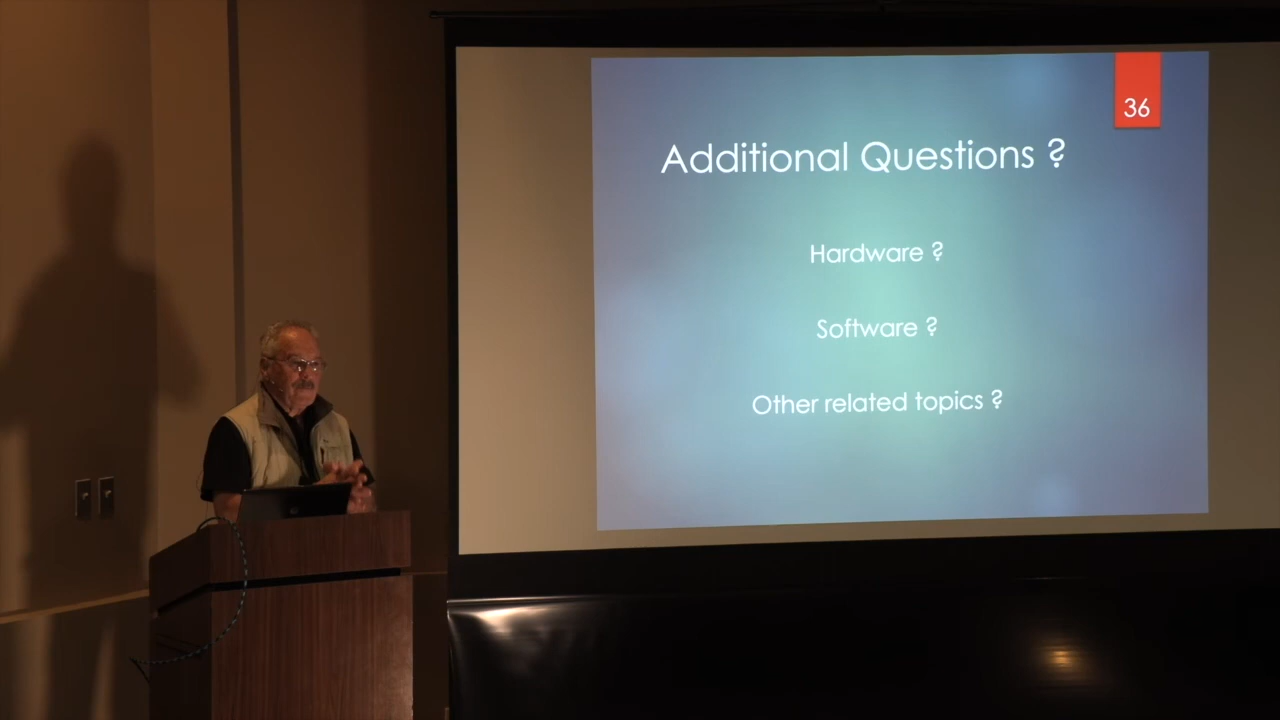 36
Additional Questions ?
Hardware ?
Software ?
Other related topics ?